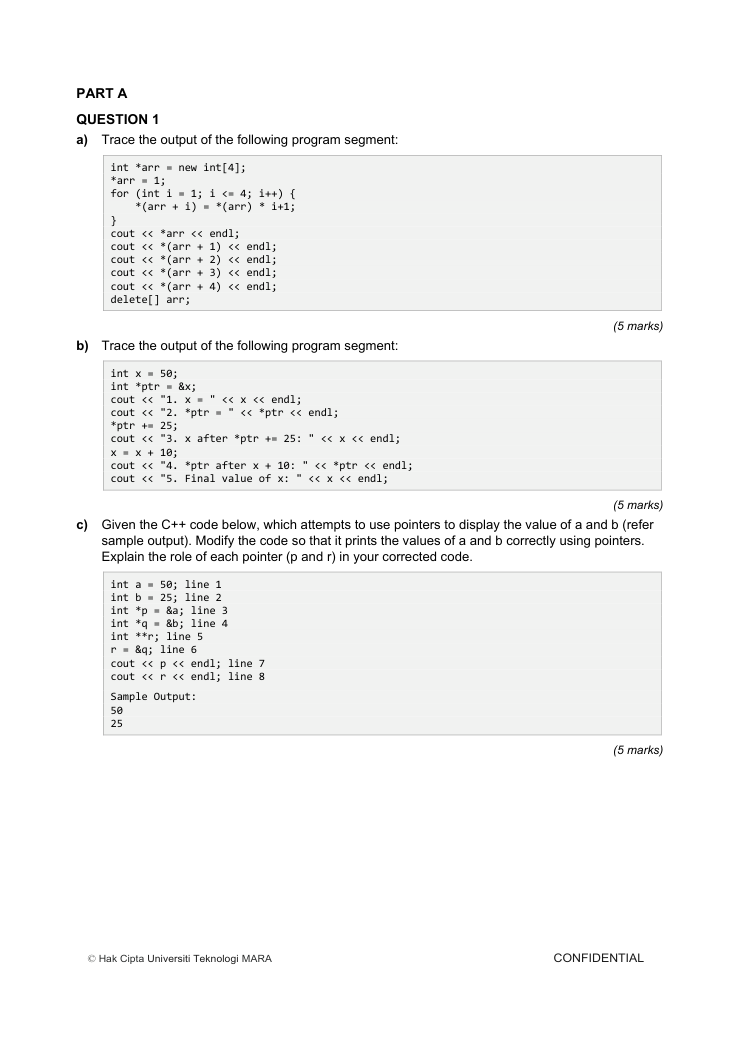 PART A
QUESTION 1
a) Trace the output of the following program segment:
int *arr = new int[4];
*arr = 1;
for (int i = 1; i <= 4; i++) {
    *(arr + i) = *(arr) * i+1;
}
cout << *arr << endl;
cout << *(arr + 1) << endl;
cout << *(arr + 2) << endl;
cout << *(arr + 3) << endl;
cout << *(arr + 4) << endl;
delete[] arr;
(5 marks)
b) Trace the output of the following program segment:
int x = 50;
int *ptr = &x;
cout << "1. x = " << x << endl;
cout << "2. *ptr = " << *ptr << endl;
*ptr += 25;
cout << "3. x after *ptr += 25: " << x << endl;
x = x + 10;
cout << "4. *ptr after x + 10: " << *ptr << endl;
cout << "5. Final value of x: " << x << endl;
(5 marks)
c) Given the C++ code below, which attempts to use pointers to display the value of a and b (refer
sample output). Modify the code so that it prints the values of a and b correctly using pointers.
Explain the role of each pointer (p and r) in your corrected code.
int a = 50; line 1
int b = 25; line 2
int *p = &a; line 3
int *q = &b; line 4
int **r; line 5
r = &q; line 6
cout << p << endl; line 7
cout << r << endl; line 8
Sample Output:
50
25
(5 marks)
© Hak Cipta Universiti Teknologi MARA CONFIDENTIAL